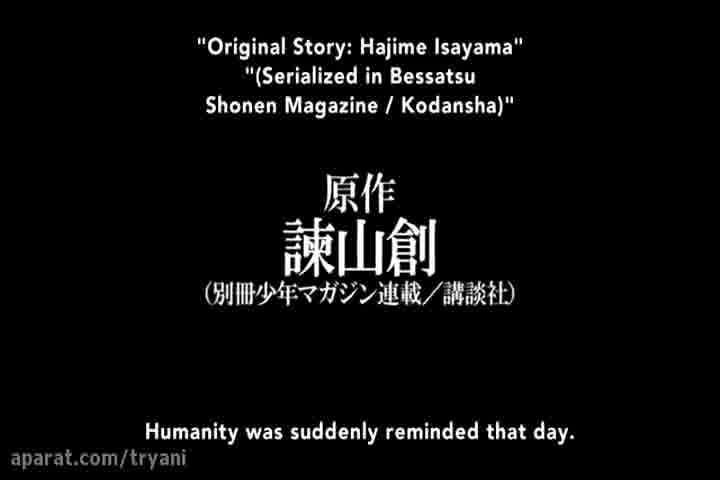 "Original Story: Hajime Isayama"
"(Serialized in Bessatsu
Shonen Magazine / Kodansha)"
原作
諫山創
（別冊少年マガジン連載／講談社）
Humanity was suddenly reminded that day.
aparat.com/tryani